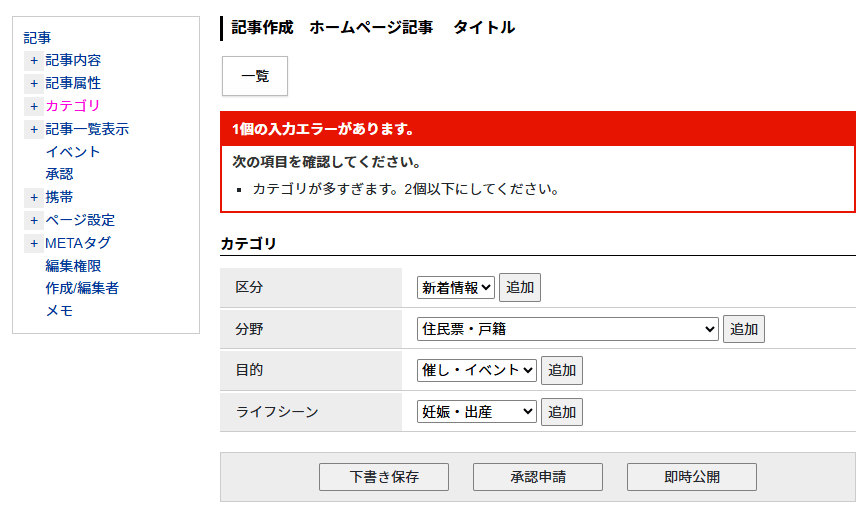 記事
+ 記事内容
+ 記事属性
+ カテゴリ
+ 記事一覧表示
イベント
承認
+ 携帯
+ ページ設定
+ METAタグ
編集権限
作成/編集者
メモ
記事作成 ホームページ記事 タイトル
一覧
1個の入力エラーがあります。
次の項目を確認してください。
カテゴリが多すぎます。2個以下にしてください。
カテゴリ
区分 新着情報 追加
分野 住民票・戸籍 追加
目的 催し・イベント 追加
ライフシーン 妊娠・出産 追加
下書き保存 承認申請 即時公開